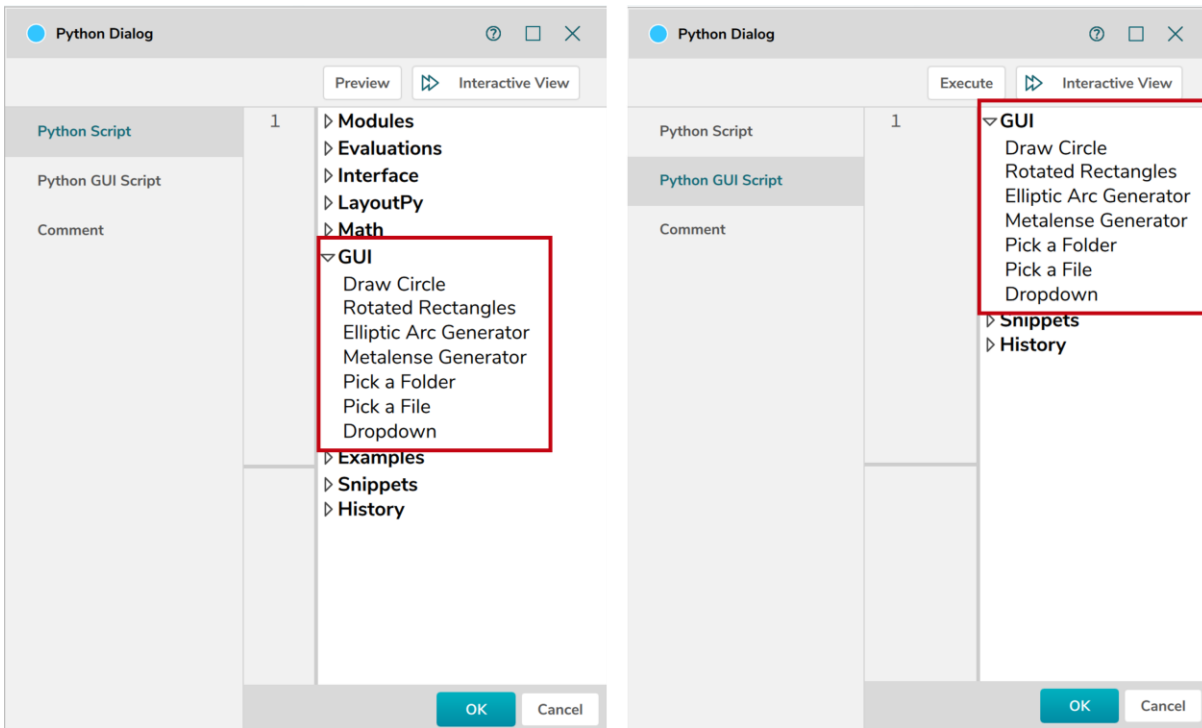 Python Dialog
Preview
Interactive View
Python Script
Python GUI Script
Comment
1
Modules
Evaluations
Interface
LayoutPy
Math
GUI
Draw Circle
Rotated Rectangles
Elliptic Arc Generator
Metalense Generator
Pick a Folder
Pick a File
Dropdown
Examples
Snippets
History
OK
Cancel
Python Dialog
Execute
Interactive View
Python Script
Python GUI Script
Comment
1
GUI
Draw Circle
Rotated Rectangles
Elliptic Arc Generator
Metalense Generator
Pick a Folder
Pick a File
Dropdown
Snippets
History
OK
Cancel